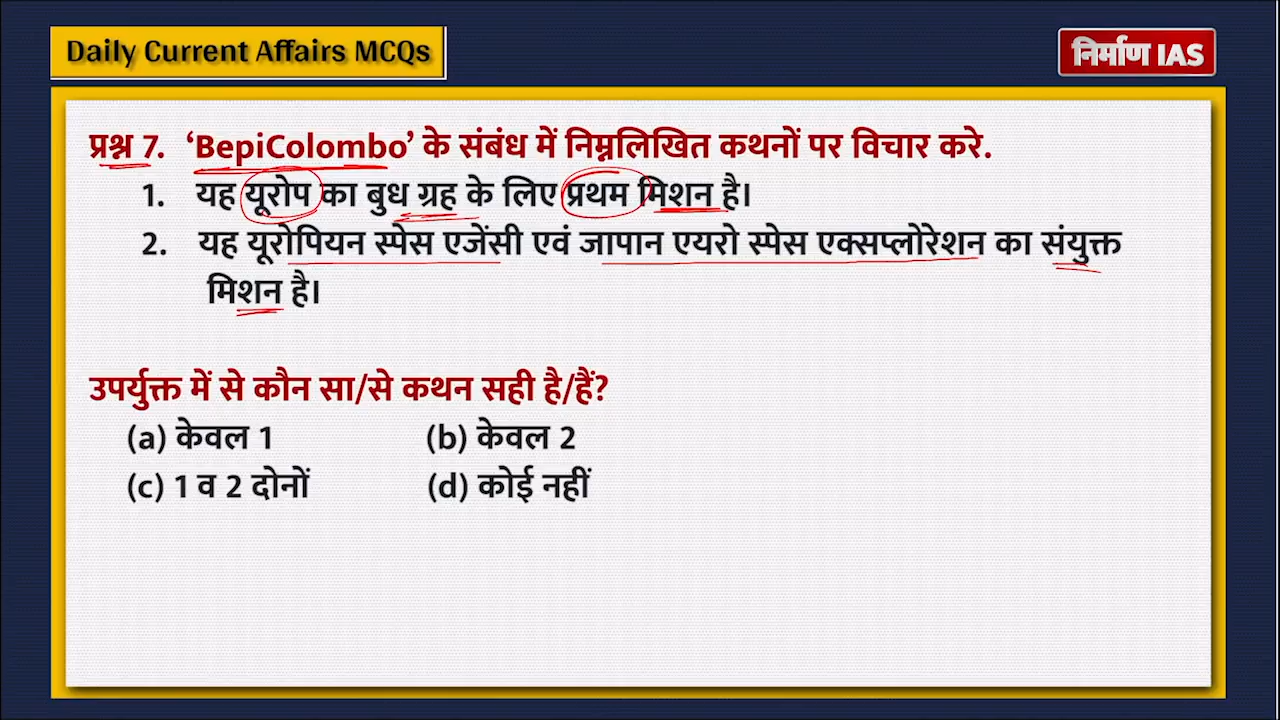 Daily Current Affairs MCQs
निर्माण IAS
प्रश्न 7. ‘BepiColombo’ के संबंध में निम्नलिखित कथनों पर विचार करे.
1. यह यूरोप का बुध ग्रह के लिए प्रथम मिशन है।
2. यह यूरोपियन स्पेस एजेंसी एवं जापान एयरो स्पेस एक्सप्लोरेशन का संयुक्त
मिशन है।
उपर्युक्त में से कौन सा/से कथन सही है/हैं?
(a) केवल 1 (b) केवल 2
(c) 1 व 2 दोनों (d) कोई नहीं